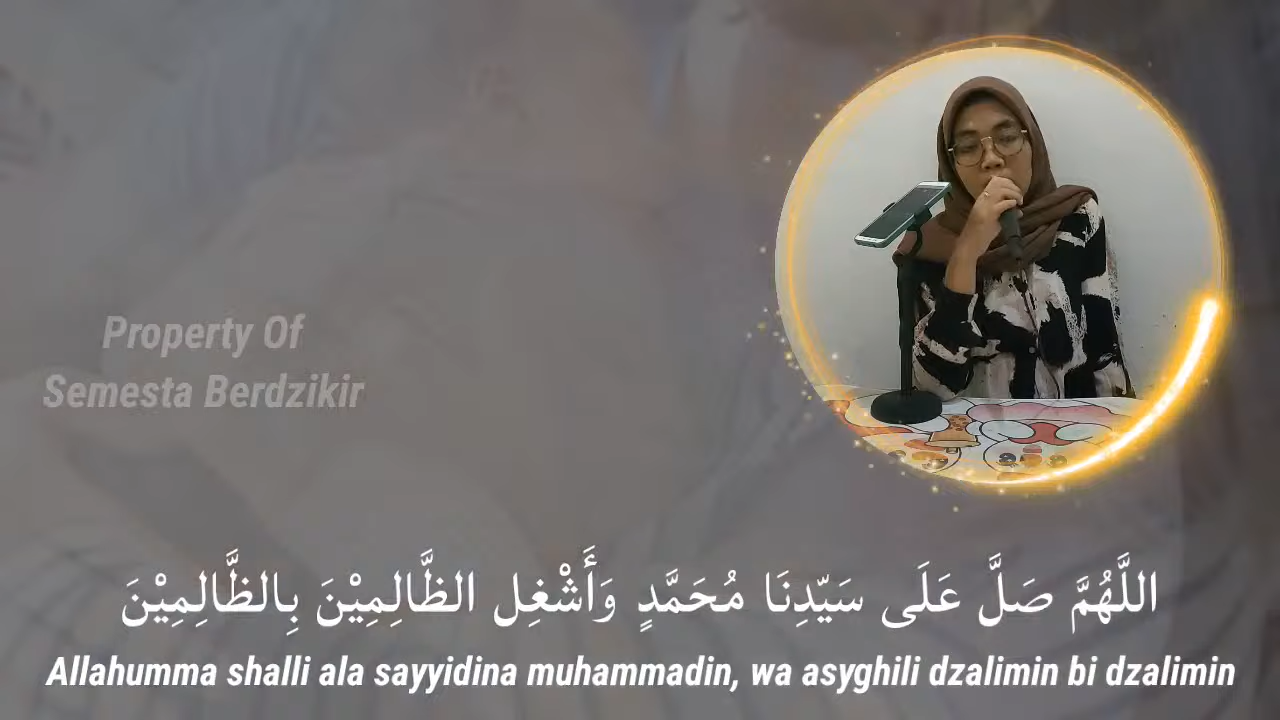 Property Of
Semesta Berdzikir
اللَّهُمَّ صَلَّ عَلَى سَيّدِنَا مُحَمَّدٍ وَأَشْغِل الظَّالِمِيْنَ بِالظَّالِمِيْنَ
Allahumma shalli ala sayyidina muhammadin, wa asyghili dzalimin bi dzalimin